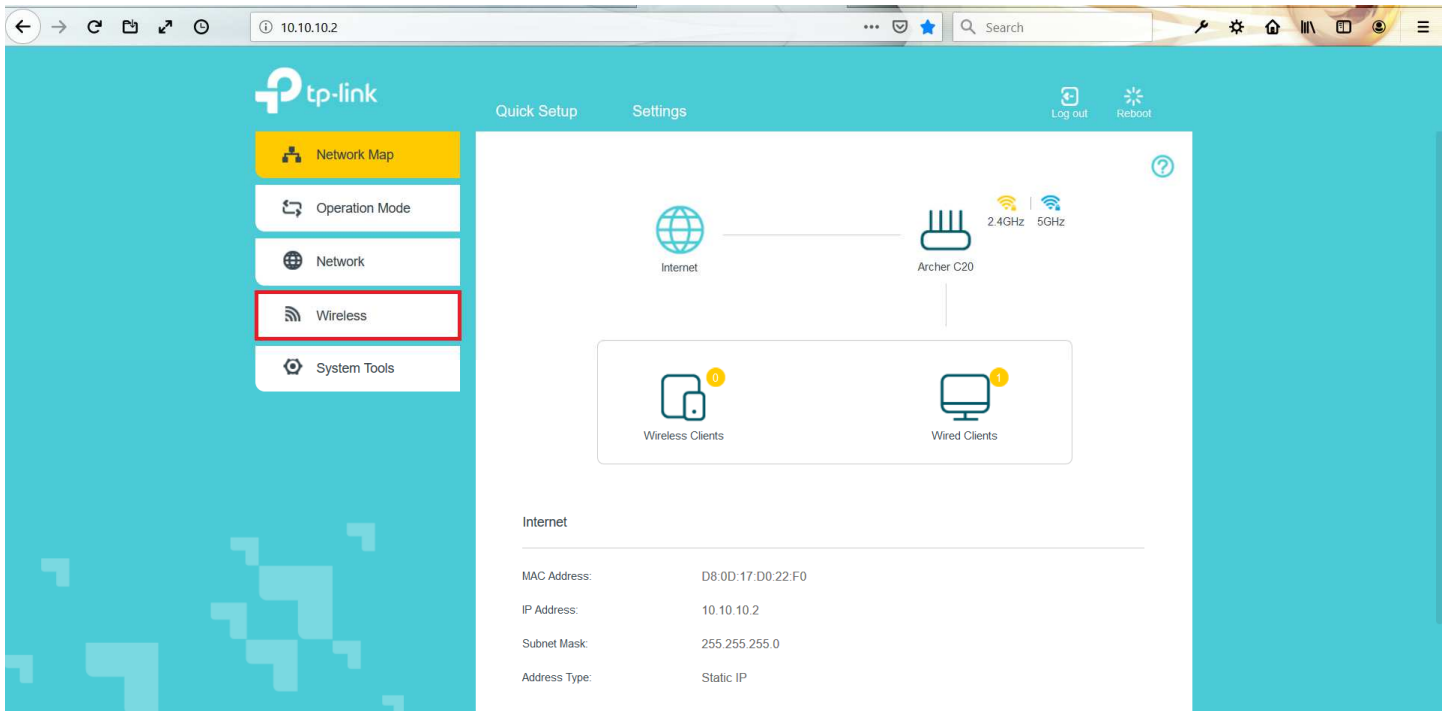 10.10.10.2
Search
tp-link
Quick Setup
Settings
Log out
Reboot
Network Map
Operation Mode
Network
Wireless
System Tools
2.4GHz
5GHz
Internet
Archer C20
0
1
Wireless Clients
Wired Clients
Internet
MAC Address: D8:0D:17:D0:22:F0
IP Address: 10.10.10.2
Subnet Mask: 255.255.255.0
Address Type: Static IP